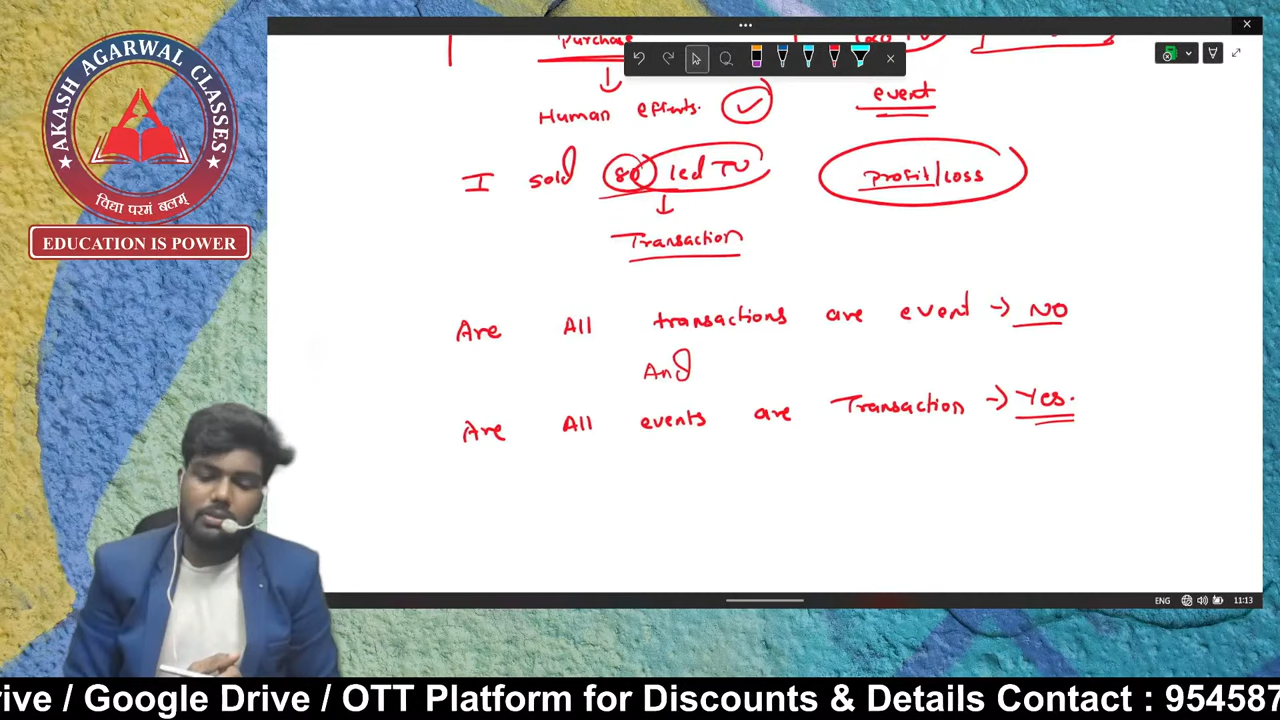 AKASH AGARWAL CLASSES
विद्या परमं बलम्
EDUCATION IS POWER
Purchase
event
Human efforts.
I sold 80 led TV profit/loss
Transaction
Are All transactions are event → NO
And
Are All events are Transaction → Yes.
ENG 11:13
rive / Google Drive / OTT Platform for Discounts & Details Contact : 954587